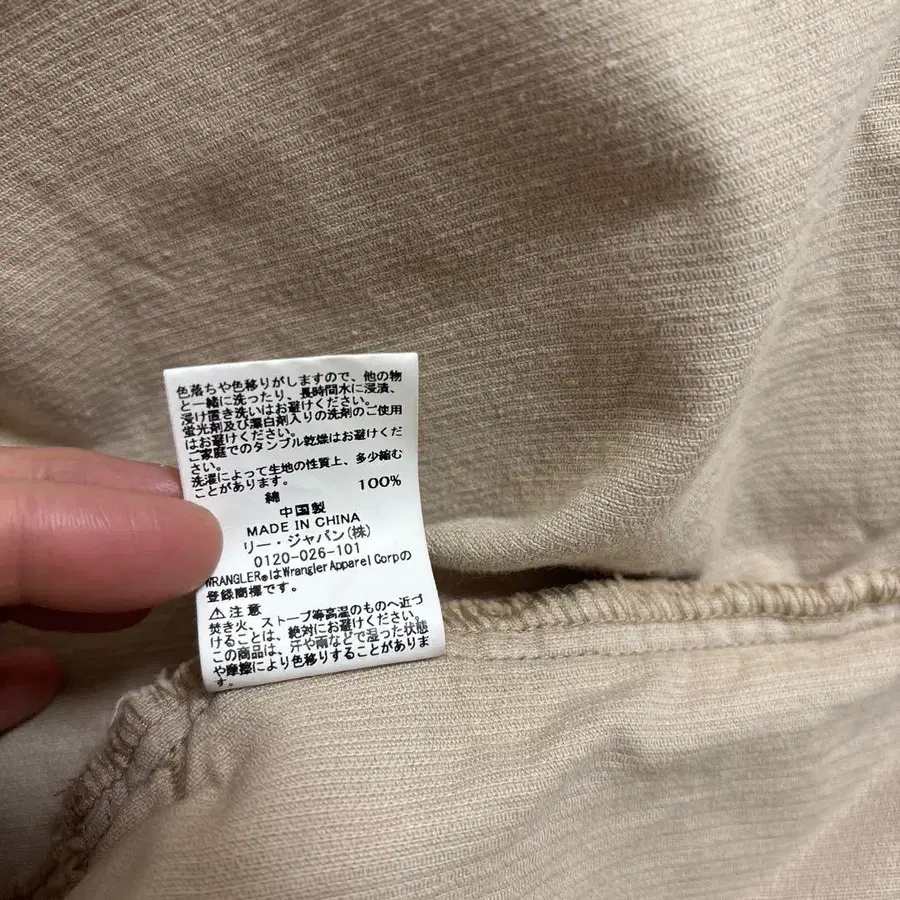 色落ちや色移りがしますので、他の物
と一緒に洗ったり、長時間水に浸漬、
浸け置き洗いはお避けください。
蛍光剤及び漂白剤入りの洗剤のご使用
はお避けください。
ご家庭でのタンブル乾燥はお避けくだ
さい。
洗濯によって生地の性質上、多少縮む
ことがあります。
綿 100%
中国製
MADE IN CHINA
リー・ジャパン(株)
0120-026-101
WRANGLER®はWrangler Apparel Corpの
登録商標です。
⚠注意
焚き火、ストーブ等高温のものへ近づ
けることは、絶対にお避けください。
この商品は、汗や雨などで湿った状態
や摩擦により色移りすることがありま
す。